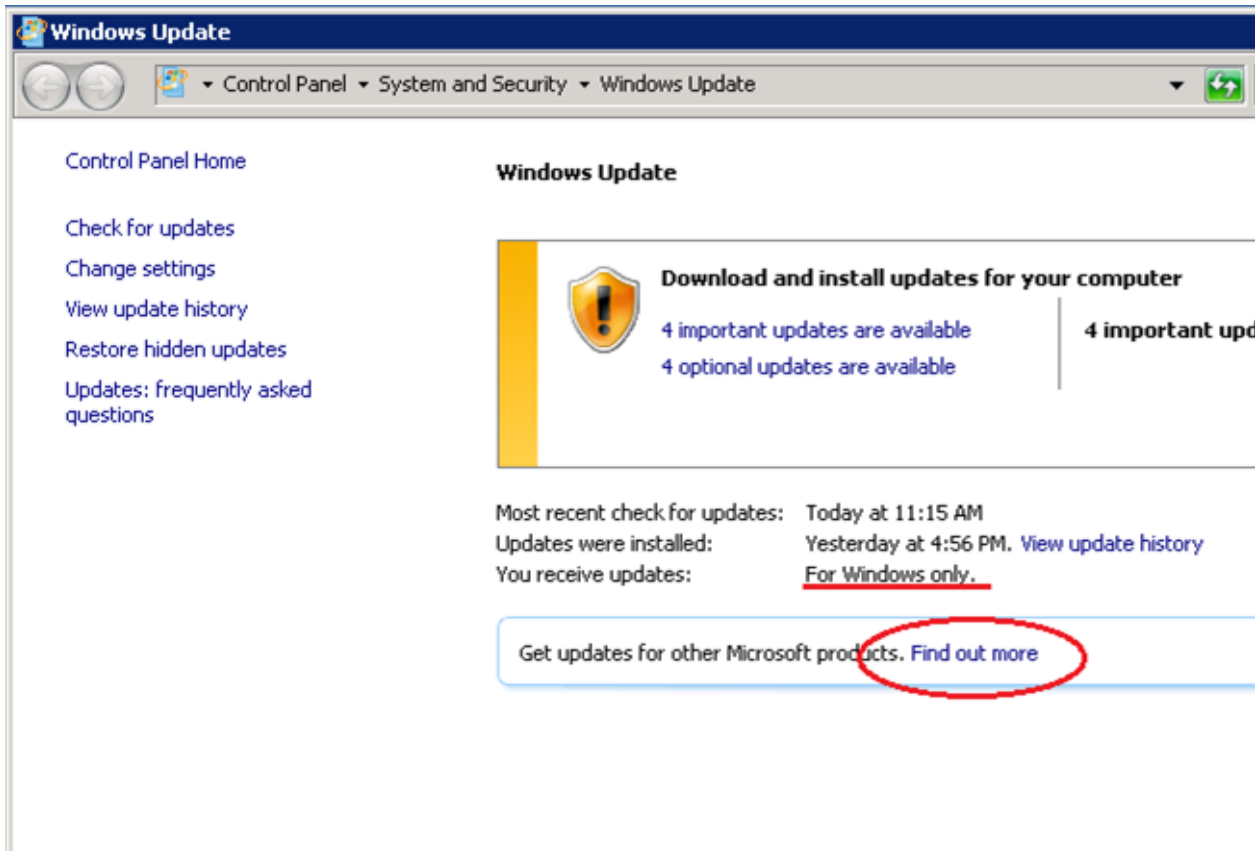 Windows Update
Control Panel System and Security Windows Update
Control Panel Home
Check for updates
Change settings
View update history
Restore hidden updates
Updates: frequently asked
questions
Windows Update
Download and install updates for your computer
4 important updates are available
4 optional updates are available
4 important upd
Most recent check for updates: Today at 11:15 AM
Updates were installed: Yesterday at 4:56 PM. View update history
You receive updates: For Windows only.
Get updates for other Microsoft products. Find out more